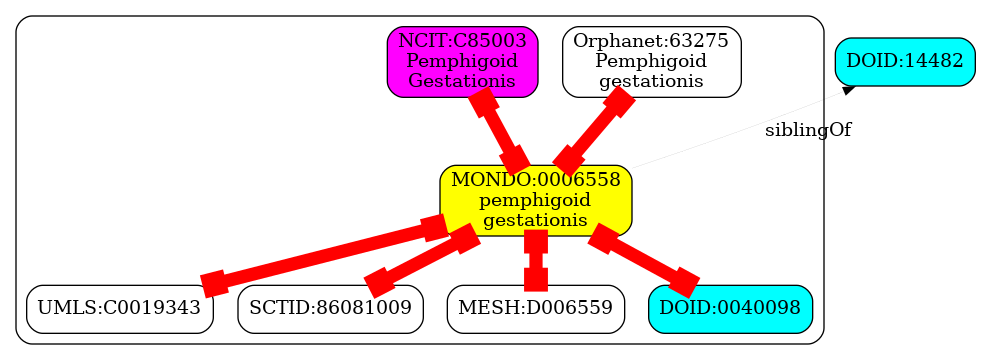 NCIT:C85003
Pemphigoid
Gestationis
Orphanet:63275
Pemphigoid
gestationis
DOID:14482
siblingOf
MONDO:0006558
pemphigoid
gestationis
UMLS:C0019343
SCTID:86081009
MESH:D006559
DOID:0040098